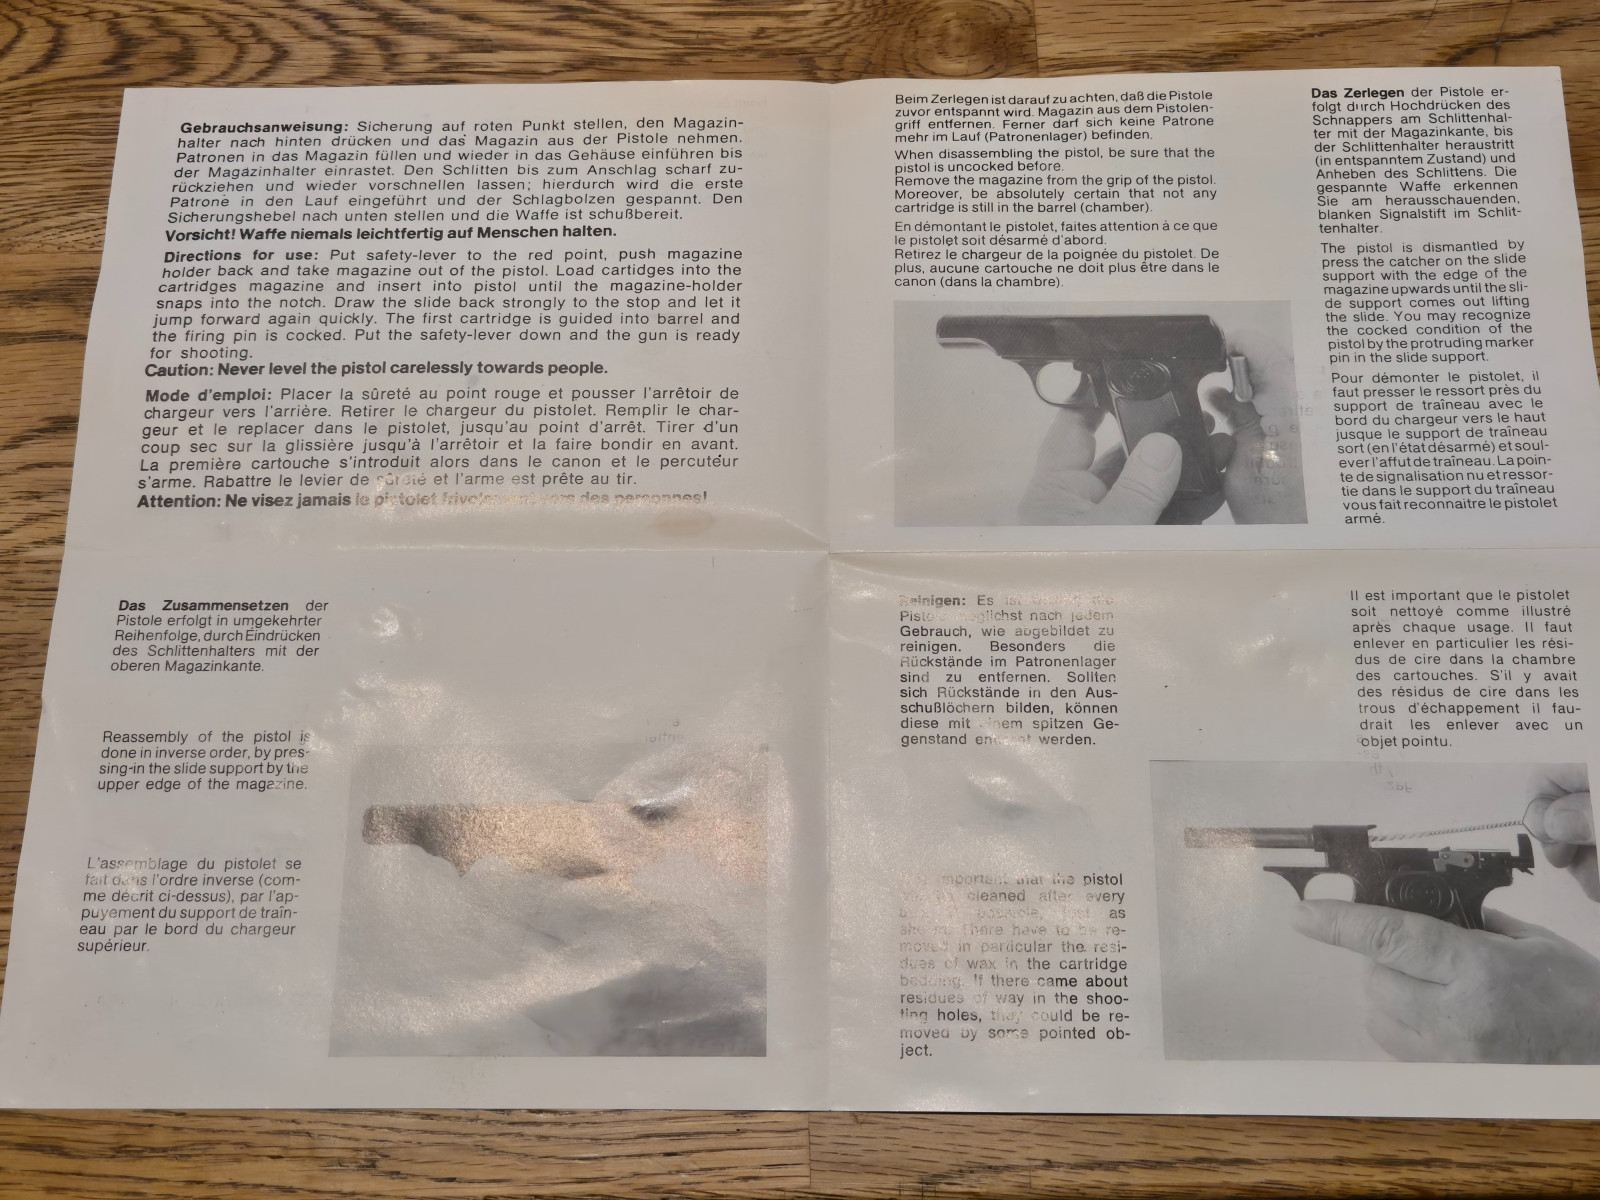 Gebrauchsanweisung: Sicherung auf roten Punkt stellen, den Magazin-
halter nach hinten drücken und das Magazin aus der Pistole nehmen.
Patronen in das Magazin füllen und wieder in das Gehäuse einführen bis
der Magazinhalter einrastet. Den Schlitten bis zum Anschlag scharf zu-
rückziehen und wieder vorschnellen lassen; hierdurch wird die erste
Patrone in den Lauf eingeführt und der Schlagbolzen gespannt. Den
Sicherungshebel nach unten stellen und die Waffe ist schußbereit.
Vorsicht! Waffe niemals leichtfertig auf Menschen halten.
Directions for use: Put safety-lever to the red point, push magazine
holder back and take magazine out of the pistol. Load cartidges into the
cartridges magazine and insert into pistol until the magazine-holder
snaps into the notch. Draw the slide back strongly to the stop and let it
jump forward again quickly. The first cartridge is guided into barrel and
the firing pin is cocked. Put the safety-lever down and the gun is ready
for shooting.
Caution: Never level the pistol carelessly towards people.
Mode d'emploi: Placer la sûreté au point rouge et pousser l'arrêtoir de
chargeur vers l'arrière. Retirer le chargeur du pistolet. Remplir le char-
geur et le replacer dans le pistolet, jusqu'au point d'arrêt. Tirer d'un
coup sec sur la glissière jusqu'à l'arrêtoir et la faire bondir en avant.
La première cartouche s'introduit alors dans le canon et le percuteur
s'arme. Rabattre le levier de sûreté et l'arme est prête au tir.
Attention: Ne visez jamais le pistolet frivolement vers des personnes!
Beim Zerlegen ist darauf zu achten, daß die Pistole
zuvor entspannt wird. Magazin aus dem Pistolen-
griff entfernen. Ferner darf sich keine Patrone
mehr im Lauf (Patronenlager) befinden.
When disassembling the pistol, be sure that the
pistol is uncocked before.
Remove the magazine from the grip of the pistol.
Moreover, be absolutely certain that not any
cartridge is still in the barrel (chamber).
En démontant le pistolet, faites attention à ce que
le pistolet soit désarmé d'abord.
Retirez le chargeur de la poignée du pistolet. De
plus, aucune cartouche ne doit plus être dans le
canon (dans la chambre).
Das Zerlegen der Pistole er-
folgt durch Hochdrücken des
Schnappers am Schlittenhal-
ter mit der Magazinkante, bis
der Schlittenhalter heraustritt
(in entspanntem Zustand) und
Anheben des Schlittens. Die
gespannte Waffe erkennen
Sie am herausschauenden,
blanken Signalstift im Schlit-
tenhalter.
The pistol is dismantled by
press the catcher on the slide
support with the edge of the
magazine upwards until the sli-
de support comes out lifting
the slide. You may recognize
the cocked condition of the
pistol by the protruding marker
pin in the slide support.
Pour démonter le pistolet, il
faut presser le ressort près du
support de traîneau avec le
bord du chargeur vers le haut
jusque le support de traîneau
sort (en l'état désarmé) et soul-
ever l'affut de traîneau. La poin-
te de signalisation nu et ressor-
tie dans le support du traîneau
vous fait reconnaitre le pistolet
armé.
Das Zusammensetzen der
Pistole erfolgt in umgekehrter
Reihenfolge, durch Eindrücken
des Schlittenhalters mit der
oberen Magazinkante.
Reassembly of the pistol is
done in inverse order, by pres-
sing-in the slide support by the
upper edge of the magazine.
L'assemblage du pistolet se
fait dans l'ordre inverse (com-
me décrit ci-dessus), par l'ap-
puyement du support de traîn-
eau par le bord du chargeur
supérieur.
Reinigen: Es ist
Pistole möglichst nach jedem
Gebrauch, wie abgebildet zu
reinigen. Besonders die
Rückstände im Patronenlager
sind zu entfernen. Sollten
sich Rückstände in den Aus-
schußlöchern bilden, können
diese mit einem spitzen Ge-
genstand entfernt werden.
important that the pistol
cleaned after every
just as
There have to be re-
moved in particular the resi-
dues of wax in the cartridge
bedding. If there came about
residues of way in the shoo-
ting holes, they could be re-
moved by some pointed ob-
ject.
Il est important que le pistolet
soit nettoyé comme illustré
après chaque usage. Il faut
enlever en particulier les rési-
dus de cire dans la chambre
des cartouches. S'il y avait
des résidus de cire dans les
trous d'échappement il fau-
drait les enlever avec un
objet pointu.